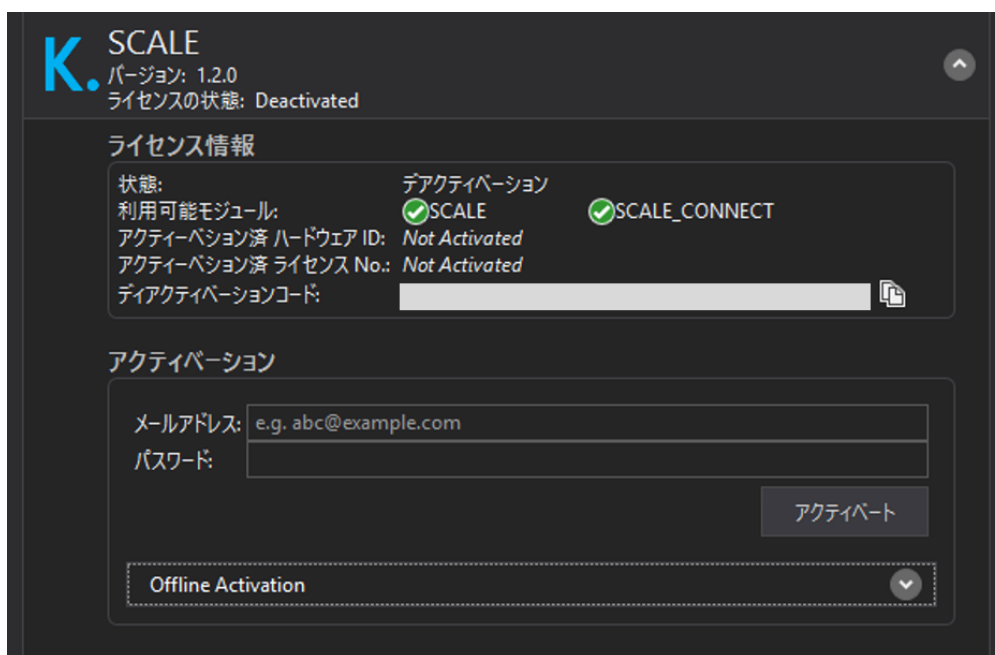 K.
SCALE
バージョン: 1.2.0
ライセンスの状態: Deactivated
ライセンス情報
状態: デアクティベーション
利用可能モジュール: SCALE SCALE_CONNECT
アクティーベション済 ハードウェア ID: Not Activated
アクティーベション済 ライセンス No.: Not Activated
ディアクティベーションコード:
アクティベーション
メールアドレス: e.g. abc@example.com
パスワード:
アクティベート
Offline Activation